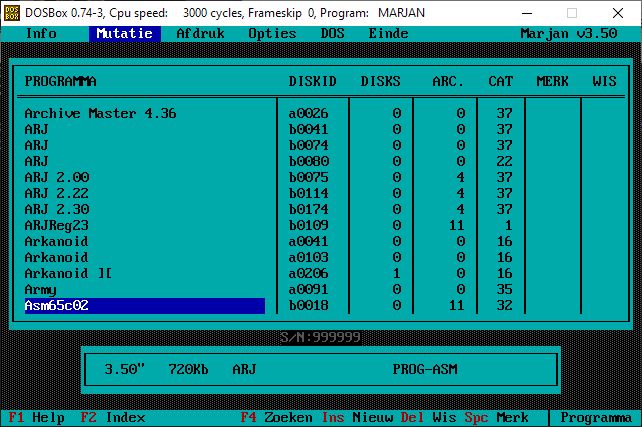 DOSBox 0.74-3, Cpu speed: 3000 cycles, Frameskip 0, Program: MARJAN
Info Mutatie Afdruk Opties DOS Einde Marjan v3.50
PROGRAMMA DISKID DISKS ARC. CAT MERK WIS
Archive Master 4.36 a0026 0 0 37
ARJ b0041 0 0 37
ARJ b0074 0 0 37
ARJ b0080 0 0 22
ARJ 2.00 b0075 0 4 37
ARJ 2.22 b0114 0 4 37
ARJ 2.30 b0174 0 4 37
ARJReg23 b0109 0 11 1
Arkanoid a0041 0 0 16
Arkanoid a0103 0 0 16
Arkanoid I[ a0206 1 0 16
Army a0091 0 0 35
Asm65c02 b0018 0 11 32
S/N:999999
3.50" 720Kb ARJ PROG-ASM
F1 Help F2 Index F4 Zoeken Ins Nieuw Del Wis Spc Merk Programma